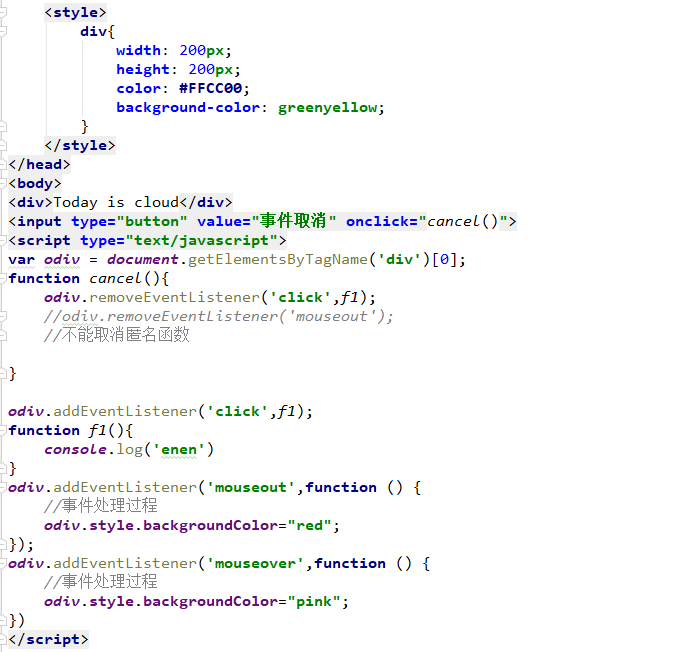 <style>
div{
width: 200px;
height: 200px;
color: #FFCC00;
background-color: greenyellow;
}
</style>
</head>
<body>
<div>Today is cloud</div>
<input type="button" value="事件取消" onclick="cancel()">
<script type="text/javascript">
var odiv = document.getElementsByTagName('div')[0];
function cancel(){
odiv.removeEventListener('click',f1);
//odiv.removeEventListener('mouseout');
//不能取消匿名函数
}
odiv.addEventListener('click',f1);
function f1(){
console.log('enen')
}
odiv.addEventListener('mouseout',function () {
//事件处理过程
odiv.style.backgroundColor="red";
});
odiv.addEventListener('mouseover',function () {
//事件处理过程
odiv.style.backgroundColor="pink";
})
</script>